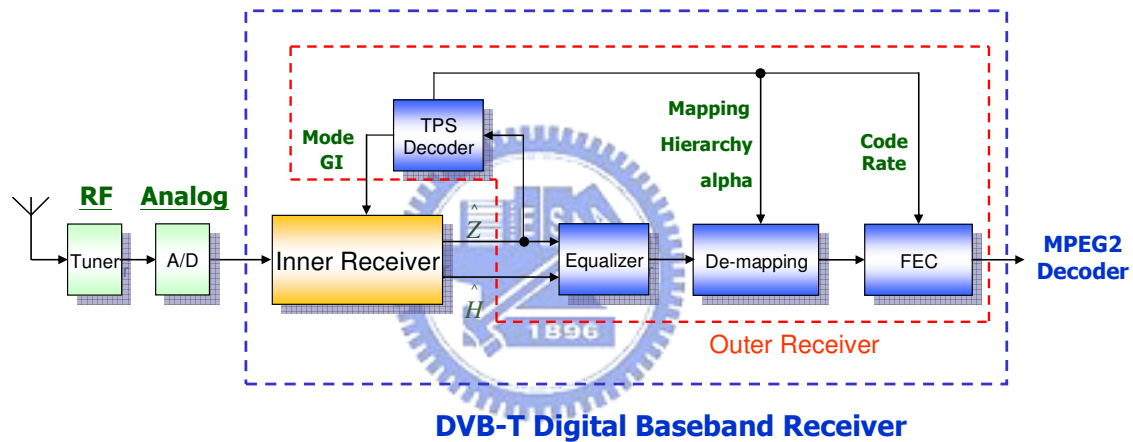 TPS
Decoder
Mode
GI
Mapping
Hierarchy
alpha
Code
Rate
RF
Analog
Tuner
A/D
Inner Receiver
Ẑ
Ĥ
Equalizer
De-mapping
FEC
MPEG2
Decoder
1896
Outer Receiver
DVB-T Digital Baseband Receiver